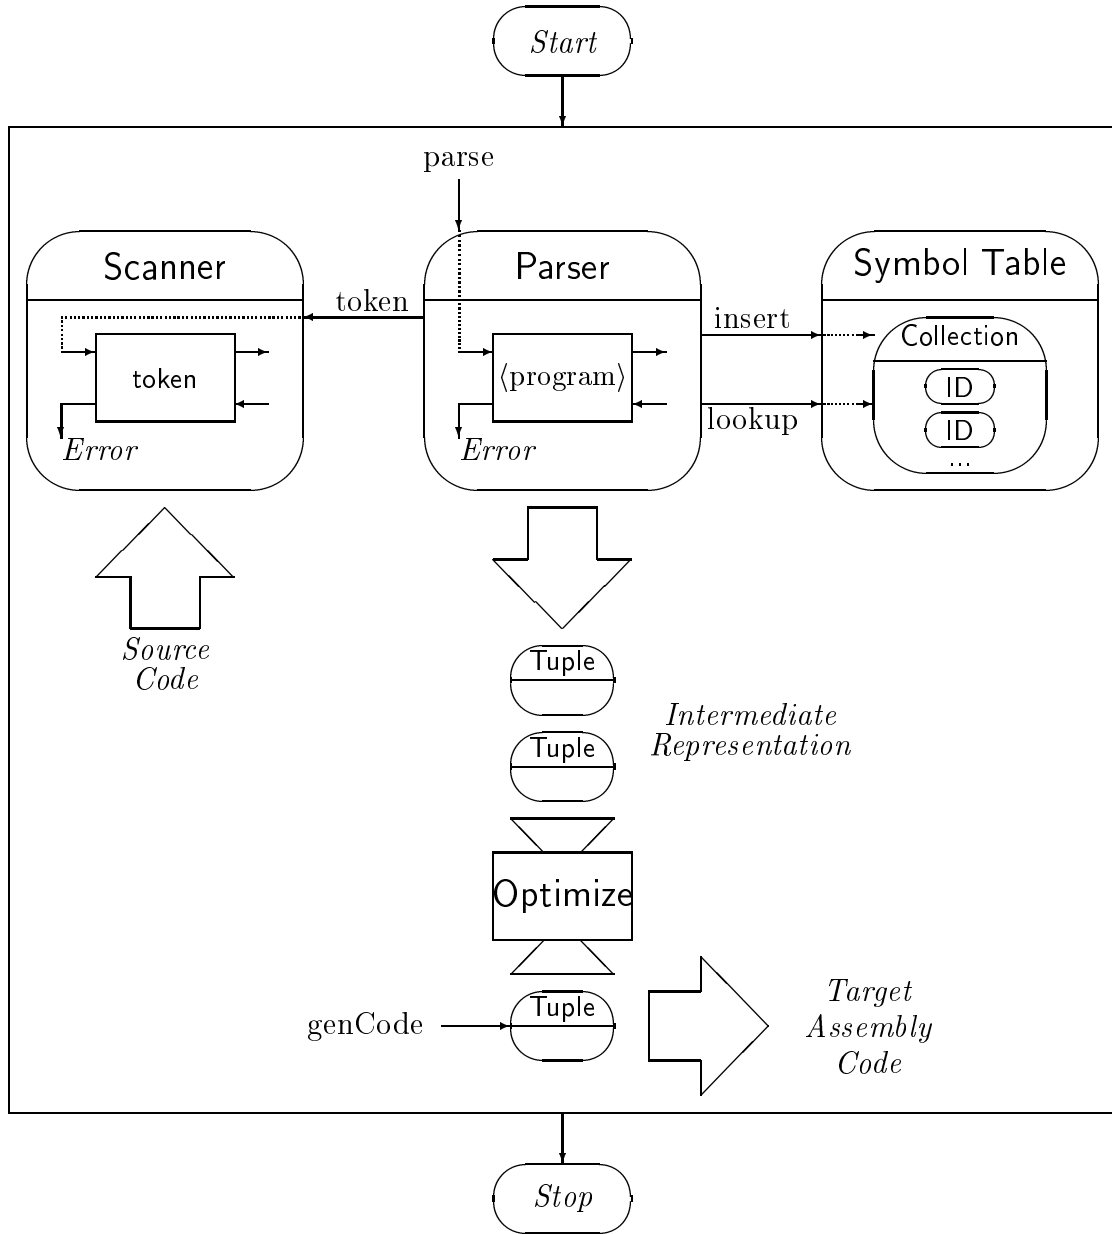 Start
parse
Scanner
Parser
Symbol Table
token
insert
Collection
token
⟨program⟩
ID
lookup
ID
Error
Error
...
Source
Code
Tuple
Intermediate
Representation
Tuple
Optimize
Tuple
genCode
Target
Assembly
Code
Stop